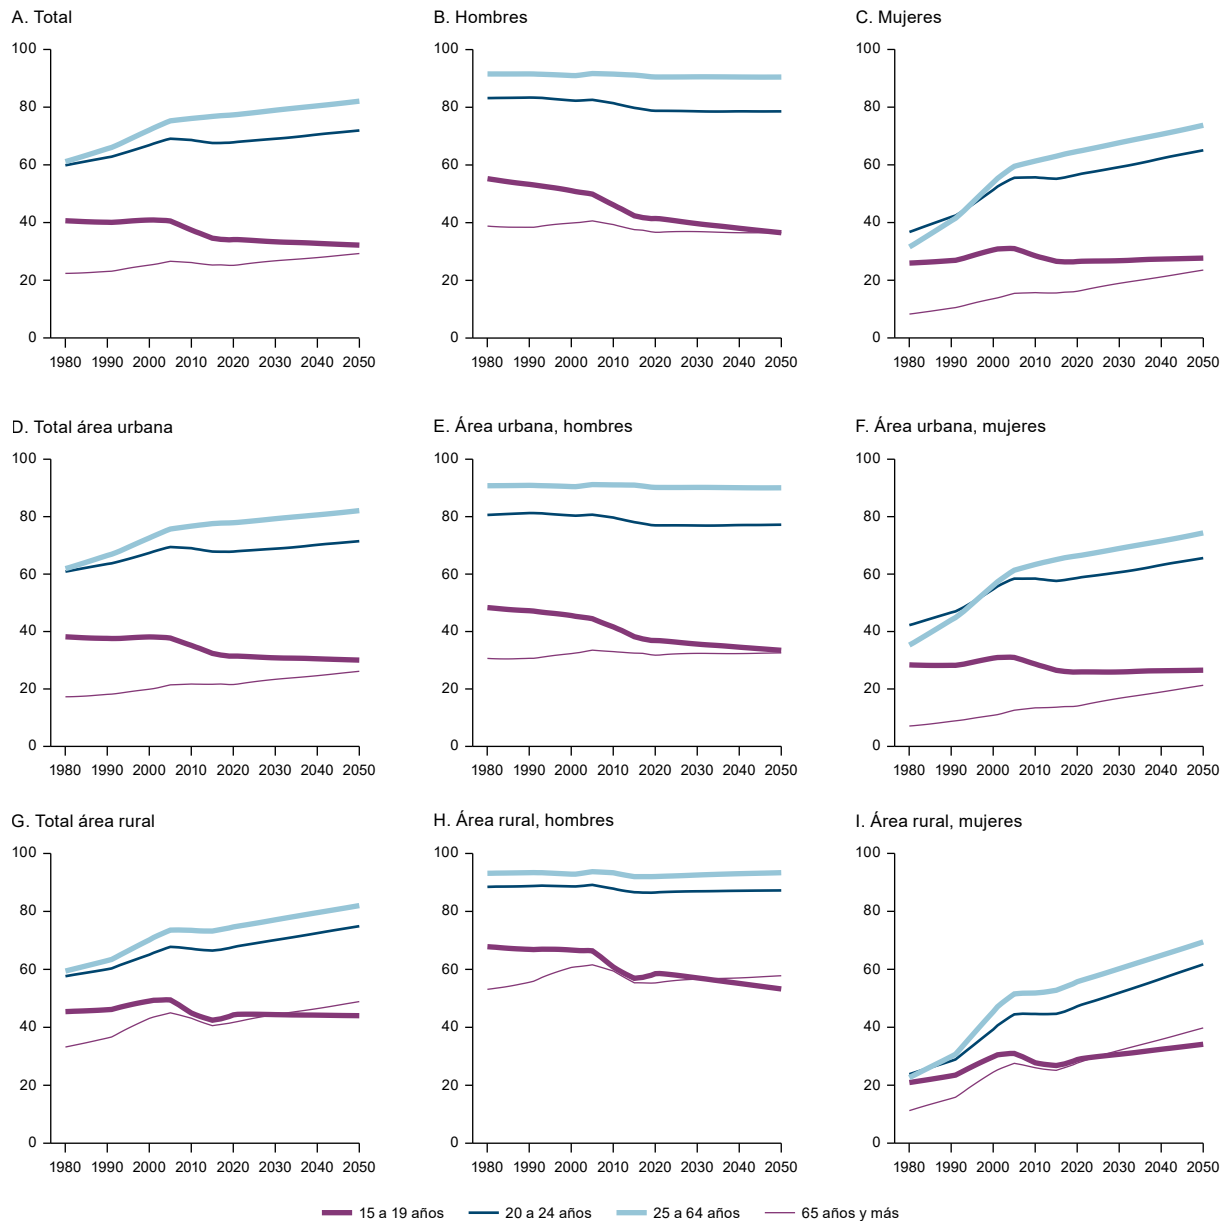 A. Total
B. Hombres
C. Mujeres
100 100 100
80 80 80
60 60 60
40 40 40
20 20 20
0 0 0
1980 1990 2000 2010 2020 2030 2040 2050 1980 1990 2000 2010 2020 2030 2040 2050 1980 1990 2000 2010 2020 2030 2040 2050
D. Total área urbana
E. Área urbana, hombres
F. Área urbana, mujeres
100 100 100
80 80 80
60 60 60
40 40 40
20 20 20
0 0 0
1980 1990 2000 2010 2020 2030 2040 2050 1980 1990 2000 2010 2020 2030 2040 2050 1980 1990 2000 2010 2020 2030 2040 2050
G. Total área rural
H. Área rural, hombres
I. Área rural, mujeres
100 100 100
80 80 80
60 60 60
40 40 40
20 20 20
0 0 0
1980 1990 2000 2010 2020 2030 2040 2050 1980 1990 2000 2010 2020 2030 2040 2050 1980 1990 2000 2010 2020 2030 2040 2050
15 a 19 años 20 a 24 años 25 a 64 años 65 años y más